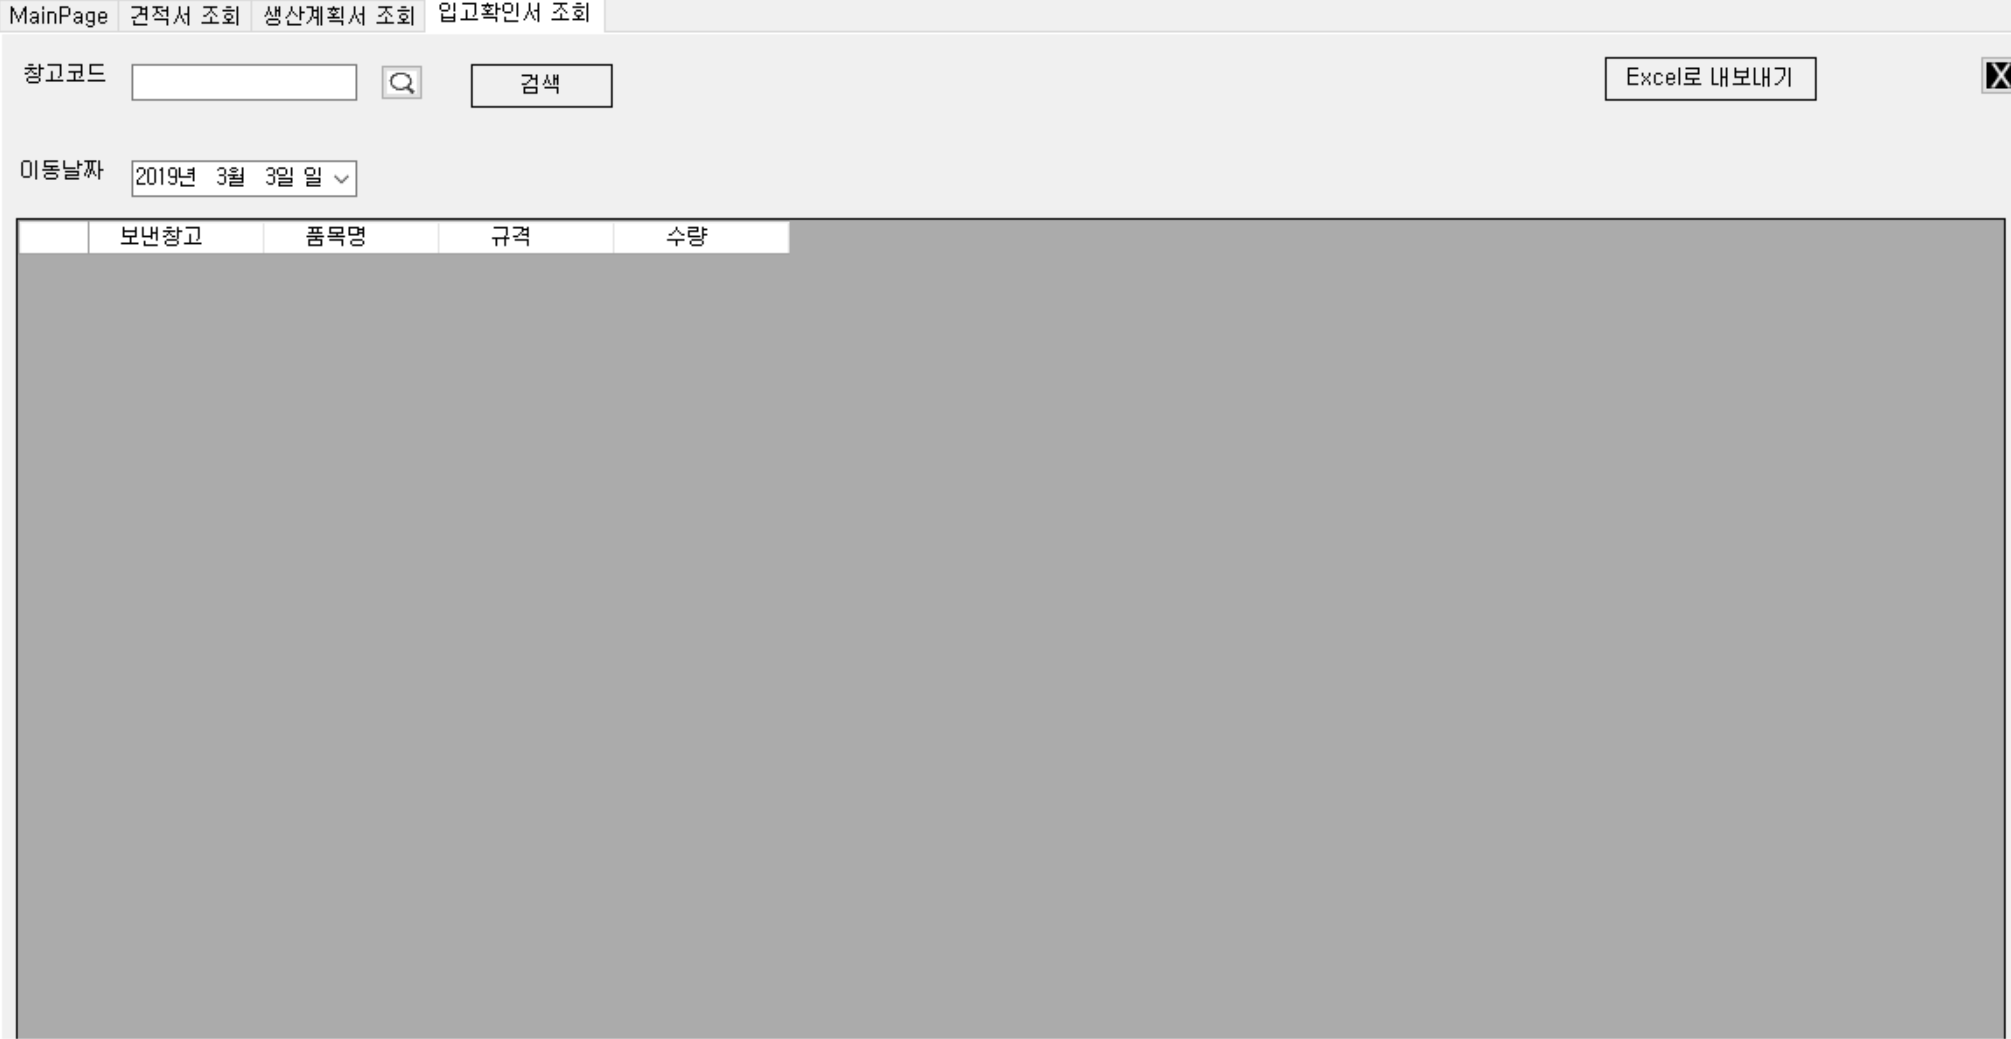 MainPage 견적서 조회 생산계획서 조회 입고확인서 조회
창고코드 검색 Excel로 내보내기 X
이동날짜 2019년 3월 3일 일
보낸창고 품목명 규격 수량